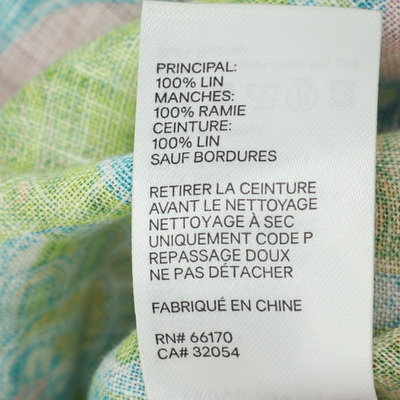 PRINCIPAL:
100% LIN
MANCHES:
100% RAMIE
CEINTURE:
100% LIN
SAUF BORDURES
RETIRER LA CEINTURE
AVANT LE NETTOYAGE
NETTOYAGE À SEC
UNIQUEMENT CODE P
REPASSAGE DOUX
NE PAS DÉTACHER
FABRIQUÉ EN CHINE
RN# 66170
CA# 32054